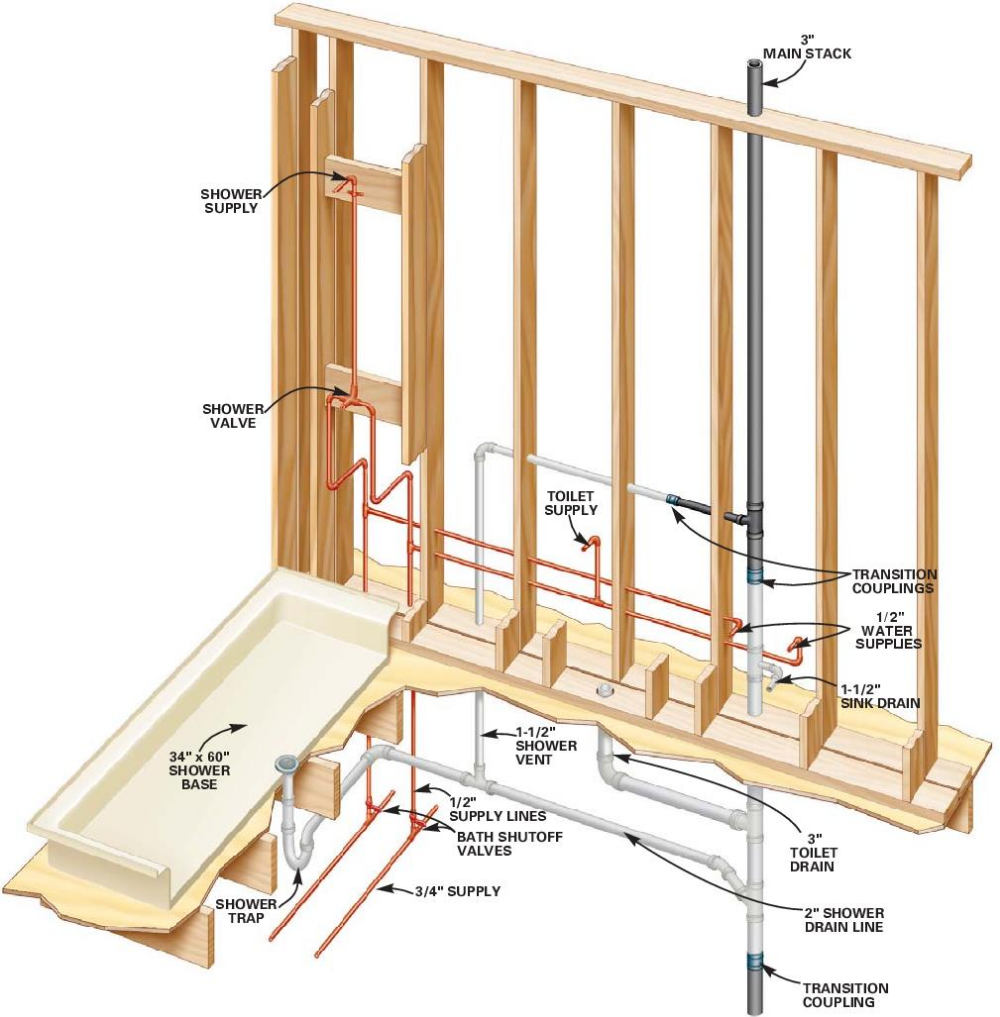 3"
MAIN STACK
SHOWER
SUPPLY
SHOWER
VALVE
TOILET
SUPPLY
TRANSITION
COUPLINGS
1/2"
WATER
SUPPLIES
1-1/2"
SINK DRAIN
34" x 60"
SHOWER
BASE
1-1/2"
SHOWER
VENT
1/2"
SUPPLY LINES
BATH SHUTOFF
VALVES
3"
TOILET
DRAIN
SHOWER
TRAP
3/4" SUPPLY
2" SHOWER
DRAIN LINE
TRANSITION
COUPLING